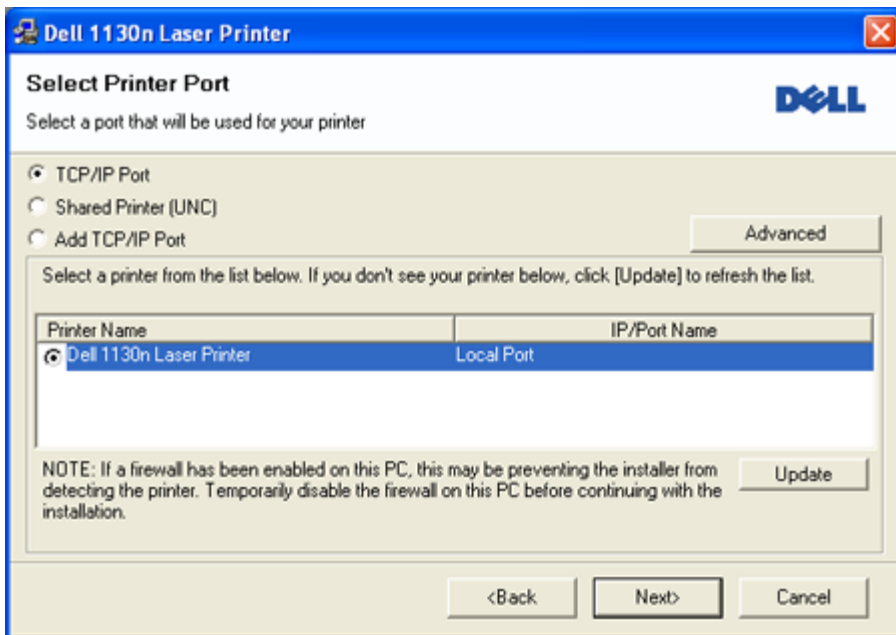 Dell 1130n Laser Printer
Select Printer Port
Select a port that will be used for your printer
DELL
TCP/IP Port
Shared Printer (UNC)
Add TCP/IP Port
Advanced
Select a printer from the list below. If you don't see your printer below, click [Update] to refresh the list.
Printer Name IP/Port Name
Dell 1130n Laser Printer Local Port
NOTE: If a firewall has been enabled on this PC, this may be preventing the installer from
detecting the printer. Temporarily disable the firewall on this PC before continuing with the
installation.
Update
<Back Next> Cancel